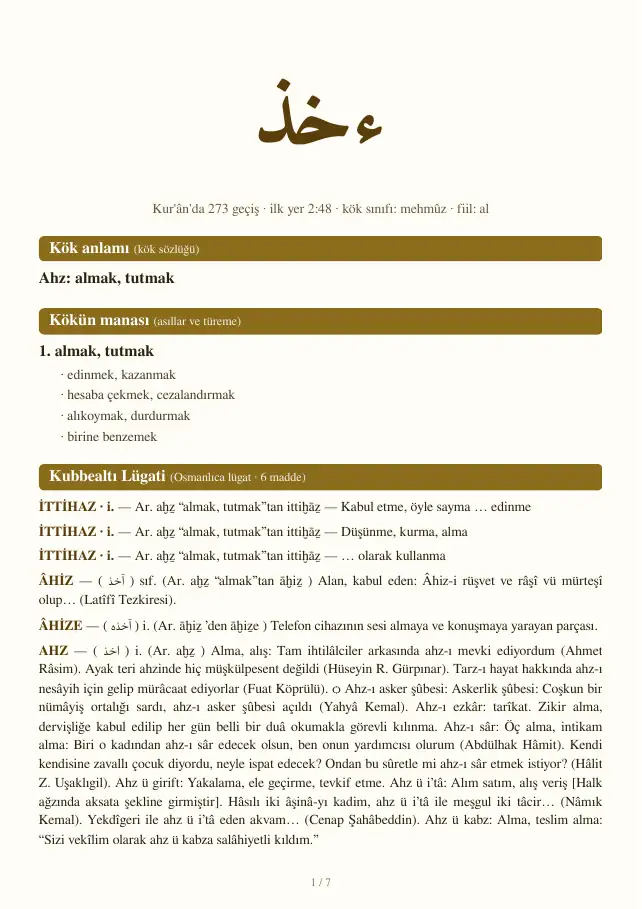 ءخذ
Kur'ân'da 273 geçiş · ilk yer 2:48 · kök sınıfı: mehmûz · fiil: al
Kök anlamı (kök sözlüğü)
Ahz: almak, tutmak
Kökün manası (asıllar ve türeme)
1. almak, tutmak
· edinmek, kazanmak
· hesaba çekmek, cezalandırmak
· alıkoymak, durdurmak
· birine benzemek
Kubbealtı Lügati (Osmanlıca lügat · 6 madde)
İTTİHAZ · i. — Ar. aḫẕ “almak, tutmak”tan ittiḫāẕ — Kabul etme, öyle sayma … edinme
İTTİHAZ · i. — Ar. aḫẕ “almak, tutmak”tan ittiḫāẕ — Düşünme, kurma, alma
İTTİHAZ · i. — Ar. aḫẕ “almak, tutmak”tan ittiḫāẕ — … olarak kullanma
ÂHİZ — ( آخذ ) sıf. (Ar. aḫẕ “almak”tan āḫiẕ ) Alan, kabul eden: Âhiz-i rüşvet ve râşî vü mürteşî
olup… (Latîfî Tezkiresi).
ÂHİZE — ( آخذه ) i. (Ar. āḫiẕ ’den āḫiẕe ) Telefon cihazının sesi almaya ve konuşmaya yarayan parçası.
AHZ — ( اخذ ) i. (Ar. aḫẕ ) Alma, alış: Tam ihtilâlciler arkasında ahz-ı mevki ediyordum (Ahmet
Râsim). Ayak teri ahzinde hiç müşkülpesent değildi (Hüseyin R. Gürpınar). Tarz-ı hayat hakkında ahz-ı
nesâyih için gelip mürâcaat ediyorlar (Fuat Köprülü). ѻ Ahz-ı asker şûbesi: Askerlik şûbesi: Coşkun bir
nümâyiş ortalığı sardı, ahz-ı asker şûbesi açıldı (Yahyâ Kemal). Ahz-ı ezkâr: tarîkat. Zikir alma,
dervişliğe kabul edilip her gün belli bir duâ okumakla görevli kılınma. Ahz-ı sâr: Öç alma, intikam
alma: Biri o kadından ahz-ı sâr edecek olsun, ben onun yardımcısı olurum (Abdülhak Hâmit). Kendi
kendisine zavallı çocuk diyordu, neyle ispat edecek? Ondan bu sûretle mi ahz-ı sâr etmek istiyor? (Hâlit
Z. Uşaklıgil). Ahz ü girift: Yakalama, ele geçirme, tevkif etme. Ahz ü i’tâ: Alım satım, alış veriş [Halk
ağzında aksata şekline girmiştir]. Hâsılı iki âşinâ-yı kadim, ahz ü i’tâ ile meşgul iki tâcir… (Nâmık
Kemal). Yekdîgeri ile ahz ü i’tâ eden akvam… (Cenap Şahâbeddin). Ahz ü kabz: Alma, teslim alma:
“Sizi vekîlim olarak ahz ü kabza salâhiyetli kıldım.”
1 / 7